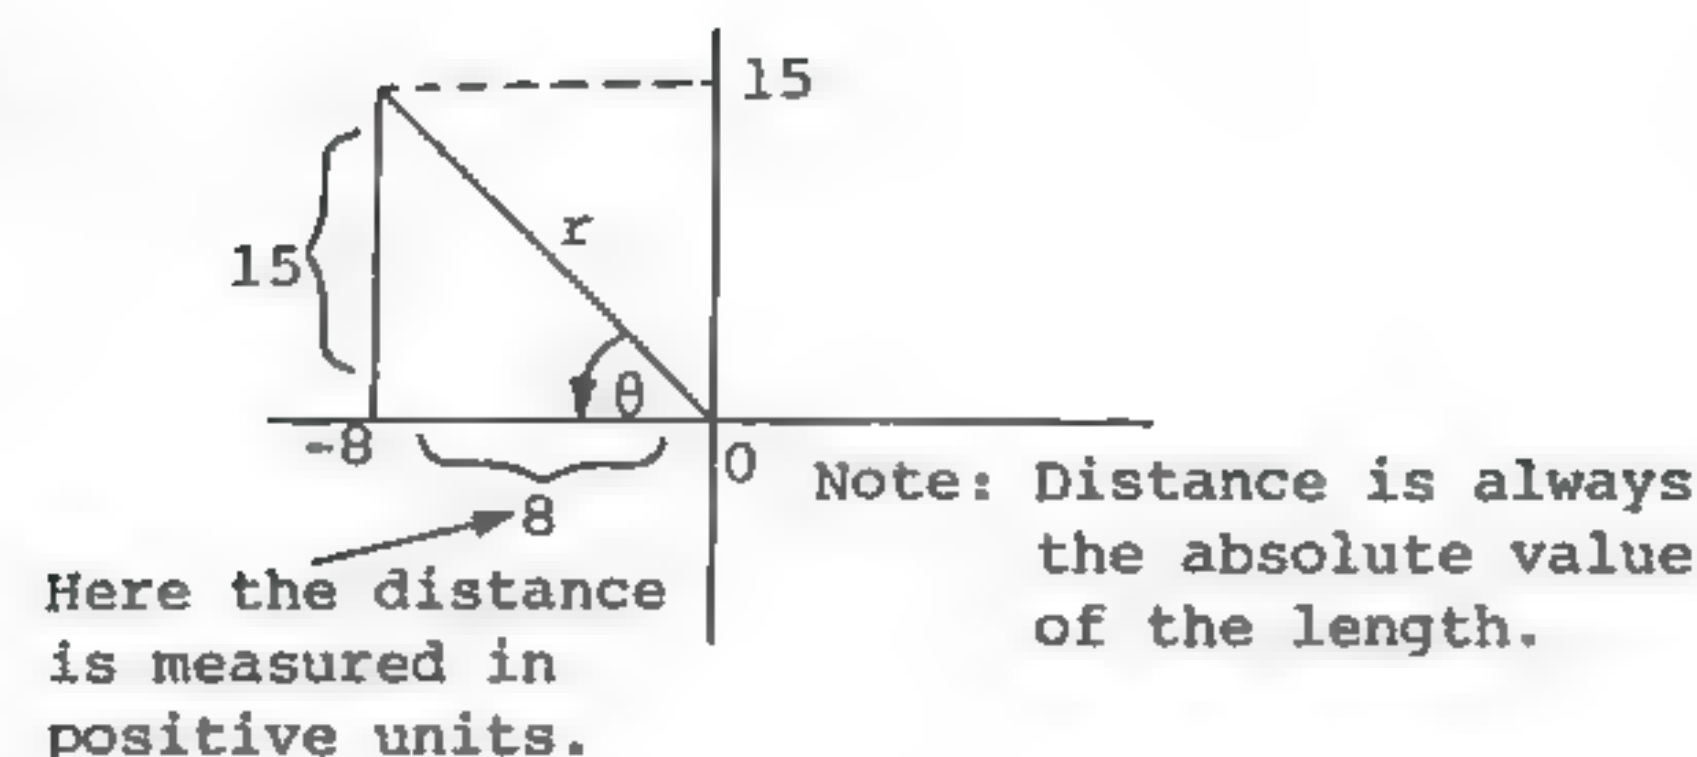 15
r
15
θ
-8
0
8
Note: Distance is always
the absolute value
of the length.
Here the distance
is measured in
positive units.